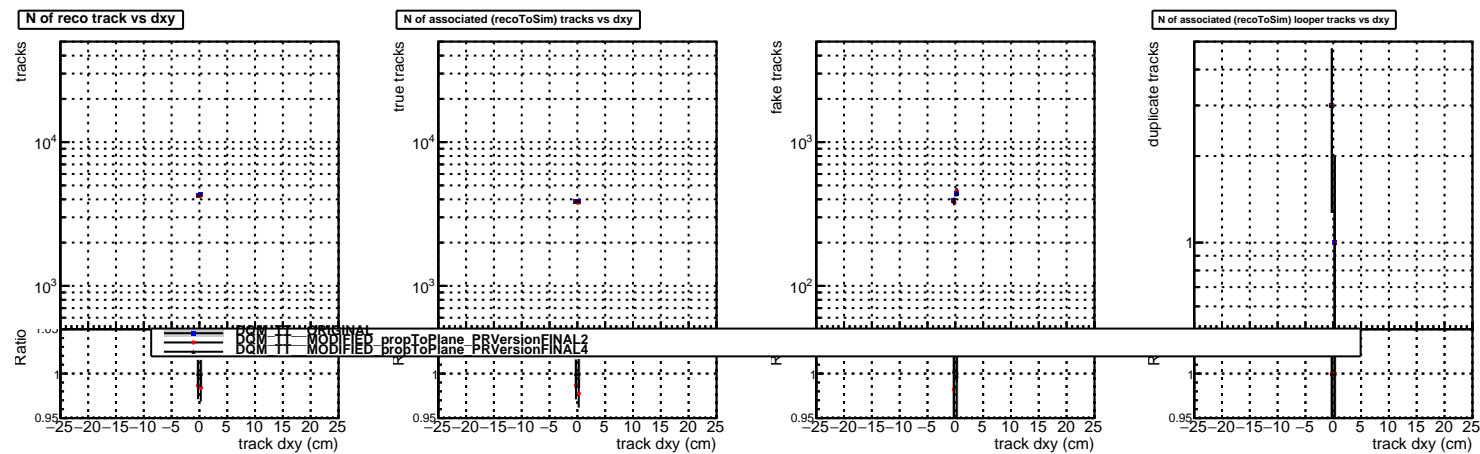 N of reco track vs dxy
N of associated (recoToSim) tracks vs dxy
N of associated (recoToSim) looper tracks vs dxy
tracks
10⁴
10³
Ratio
1
0.95
−25 −20 −15 −10 −5 0 5 10 15 20 25
track dxy (cm)
true tracks
10⁴
10³
1
0.95
−25 −20 −15 −10 −5 0 5 10 15 20 25
track dxy (cm)
fake tracks
10³
10²
1
0.95
−25 −20 −15 −10 −5 0 5 10 15 20 25
track dxy (cm)
duplicate tracks
1
1
0.95
−25 −20 −15 −10 −5 0 5 10 15 20 25
track dxy (cm)
DQM_TT__ORIGINAL
DQM_TT__MODIFIED_propToPlane_PRVersionFINAL2
DQM_TT__MODIFIED_propToPlane_PRVersionFINAL4